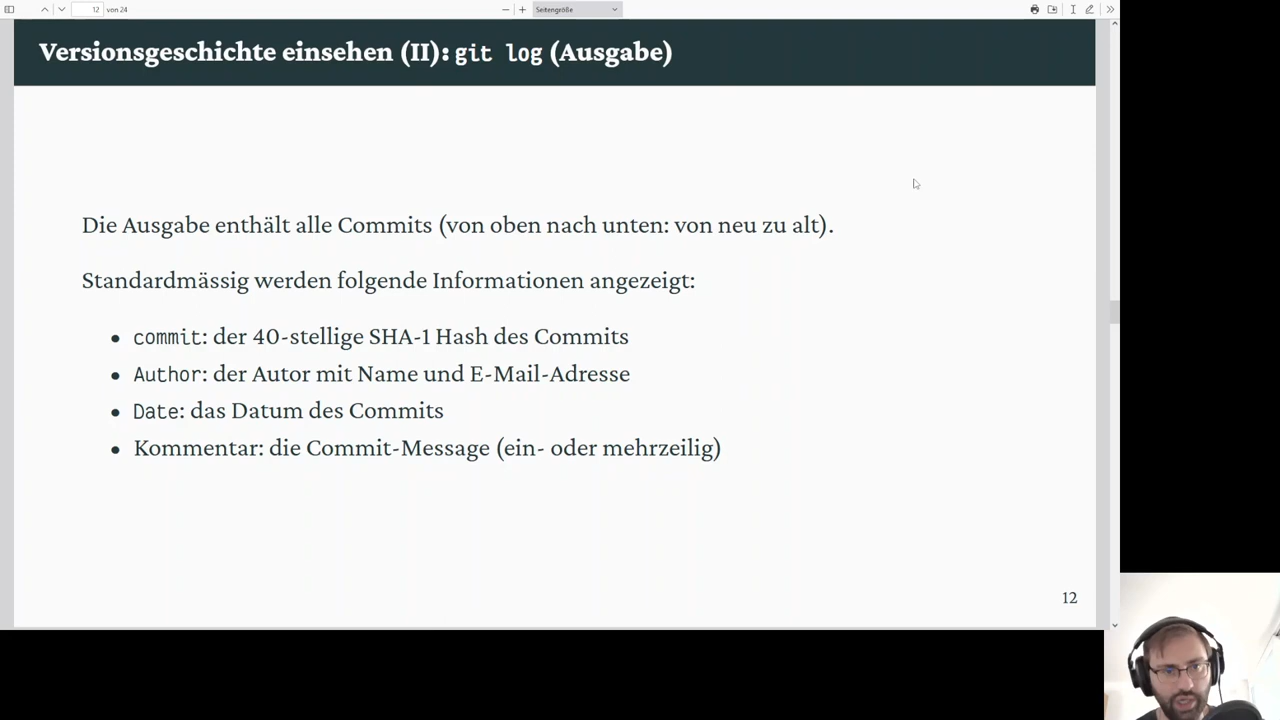 12 von 24
Seitengröße
Versionsgeschichte einsehen (II): git log (Ausgabe)
Die Ausgabe enthält alle Commits (von oben nach unten: von neu zu alt).
Standardmässig werden folgende Informationen angezeigt:
• commit: der 40-stellige SHA-1 Hash des Commits
• Author: der Autor mit Name und E-Mail-Adresse
• Date: das Datum des Commits
• Kommentar: die Commit-Message (ein- oder mehrzeilig)
12